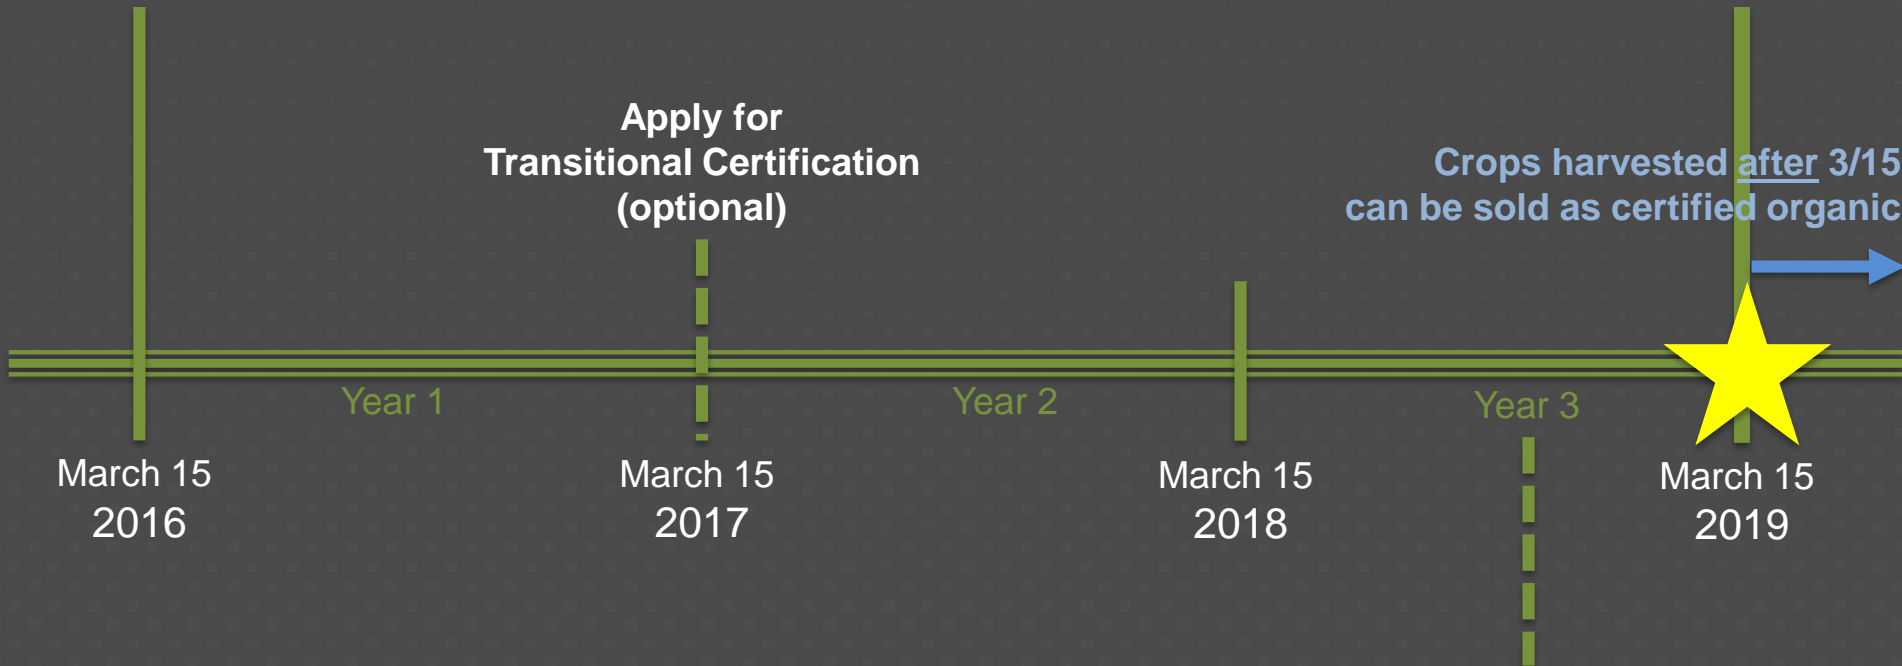 Apply for
Transitional Certification
(optional)
Crops harvested after 3/15
can be sold as certified organic
Year 1
Year 2
Year 3
March 15
2016
March 15
2017
March 15
2018
March 15
2019